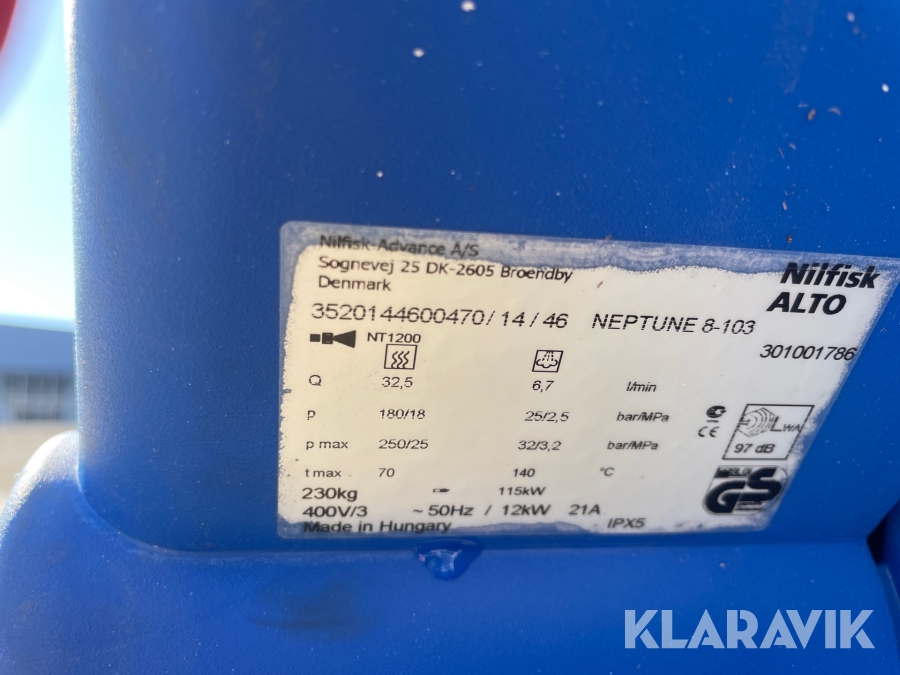 Nilfisk-Advance A/S
Sognevej 25 DK-2605 Broendby
Denmark
Nilfisk
ALTO
3520144600470/14/46 NEPTUNE 8-103
301001786
NT1200
Q 32,5 6,7 l/min
p 180/18 25/2,5 bar/MPa
p max 250/25 32/3,2 bar/MPa
t max 70 140 °C
CE
LWA
97 dB
GS
230kg 115kW
400V/3 ~50Hz / 12kW 21A
Made in Hungary IPX5
KLARAVIK